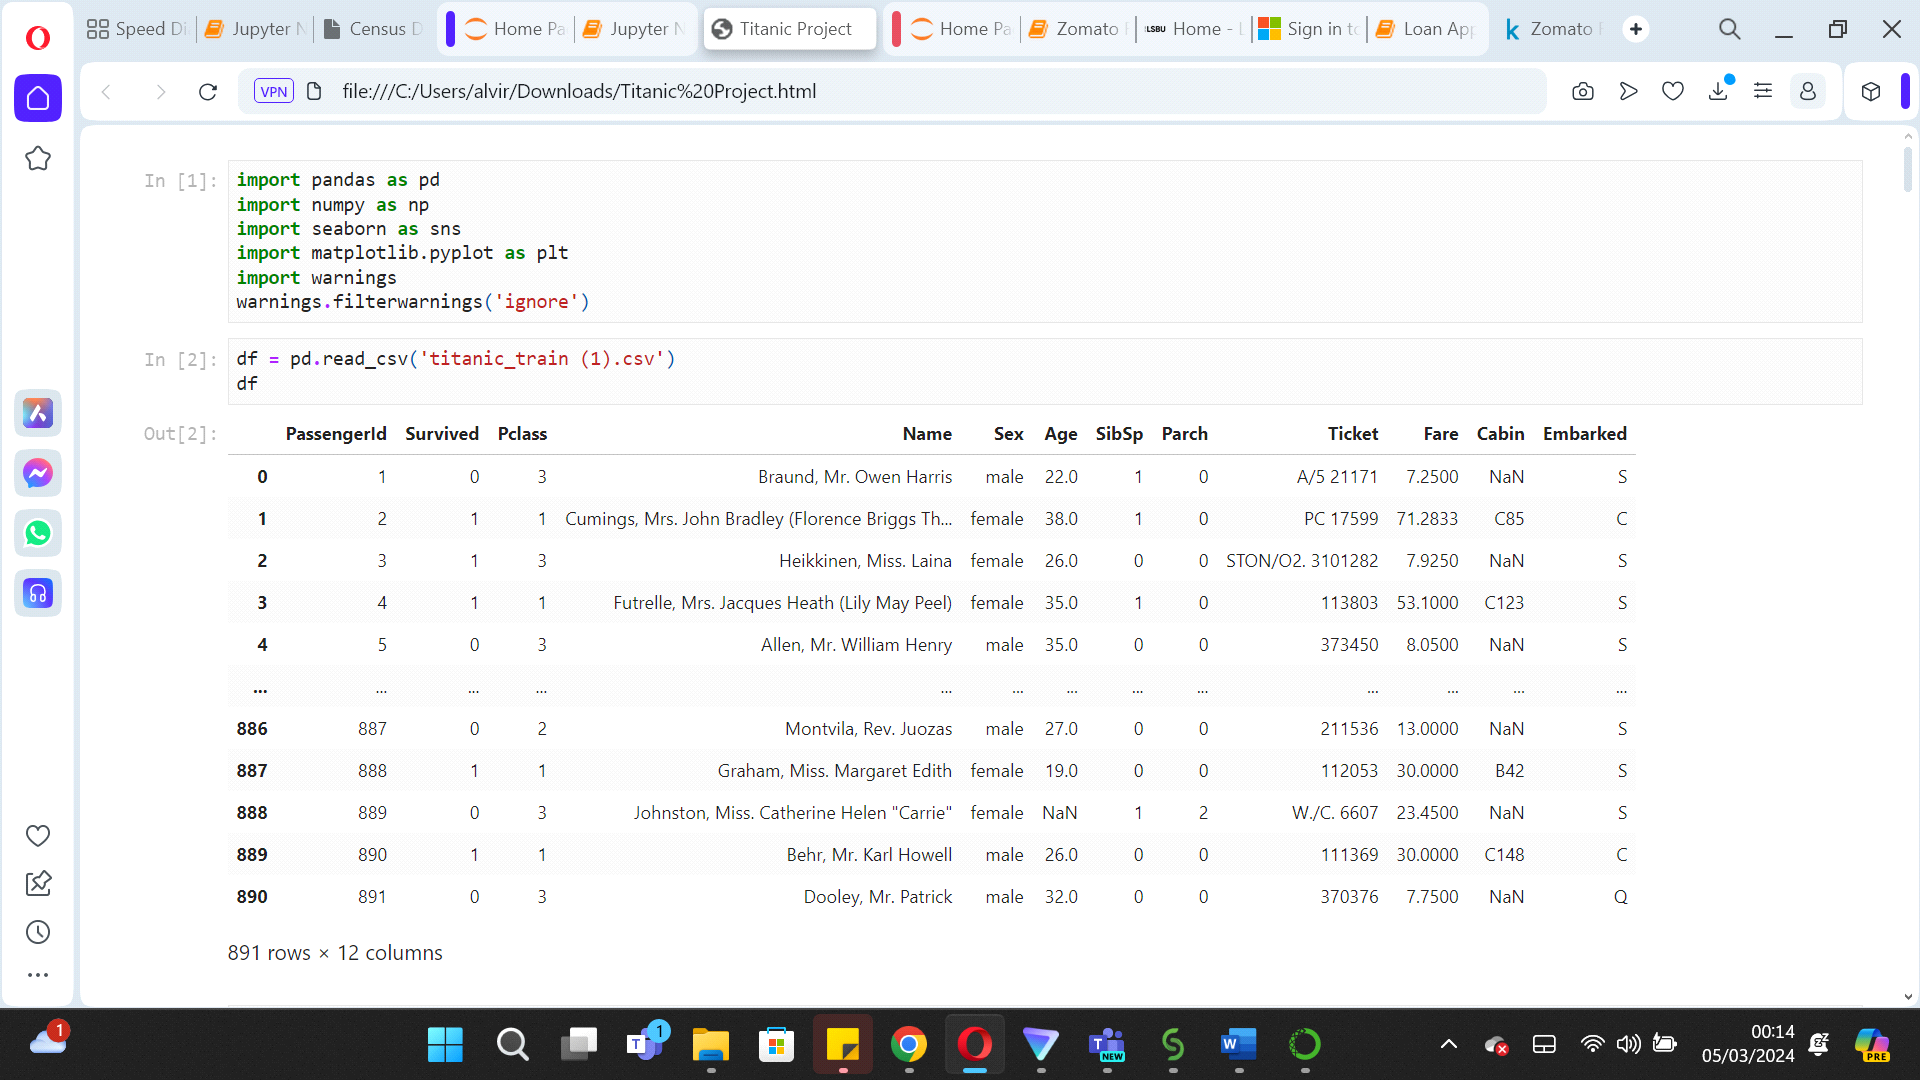 Speed Di
Jupyter N
Census D
Home Pa
Jupyter N
Titanic Project
Home Pa
Zomato
LSBU Home - L
Sign in to
Loan App
Zomato
VPN
file:///C:/Users/alvir/Downloads/Titanic%20Project.html
In [1]:
import pandas as pd
import numpy as np
import seaborn as sns
import matplotlib.pyplot as plt
import warnings
warnings.filterwarnings('ignore')
In [2]:
df = pd.read_csv('titanic_train (1).csv')
df
Out[2]:
PassengerId Survived Pclass Name Sex Age SibSp Parch Ticket Fare Cabin Embarked
0 1 0 3 Braund, Mr. Owen Harris male 22.0 1 0 A/5 21171 7.2500 NaN S
1 2 1 1 Cumings, Mrs. John Bradley (Florence Briggs Th... female 38.0 1 0 PC 17599 71.2833 C85 C
2 3 1 3 Heikkinen, Miss. Laina female 26.0 0 0 STON/O2. 3101282 7.9250 NaN S
3 4 1 1 Futrelle, Mrs. Jacques Heath (Lily May Peel) female 35.0 1 0 113803 53.1000 C123 S
4 5 0 3 Allen, Mr. William Henry male 35.0 0 0 373450 8.0500 NaN S
... ... ... ... ... ... ... ... ... ... ... ... ...
886 887 0 2 Montvila, Rev. Juozas male 27.0 0 0 211536 13.0000 NaN S
887 888 1 1 Graham, Miss. Margaret Edith female 19.0 0 0 112053 30.0000 B42 S
888 889 0 3 Johnston, Miss. Catherine Helen "Carrie" female NaN 1 2 W./C. 6607 23.4500 NaN S
889 890 1 1 Behr, Mr. Karl Howell male 26.0 0 0 111369 30.0000 C148 C
890 891 0 3 Dooley, Mr. Patrick male 32.0 0 0 370376 7.7500 NaN Q
891 rows × 12 columns
1
1
NEW
00:14
05/03/2024
PRE